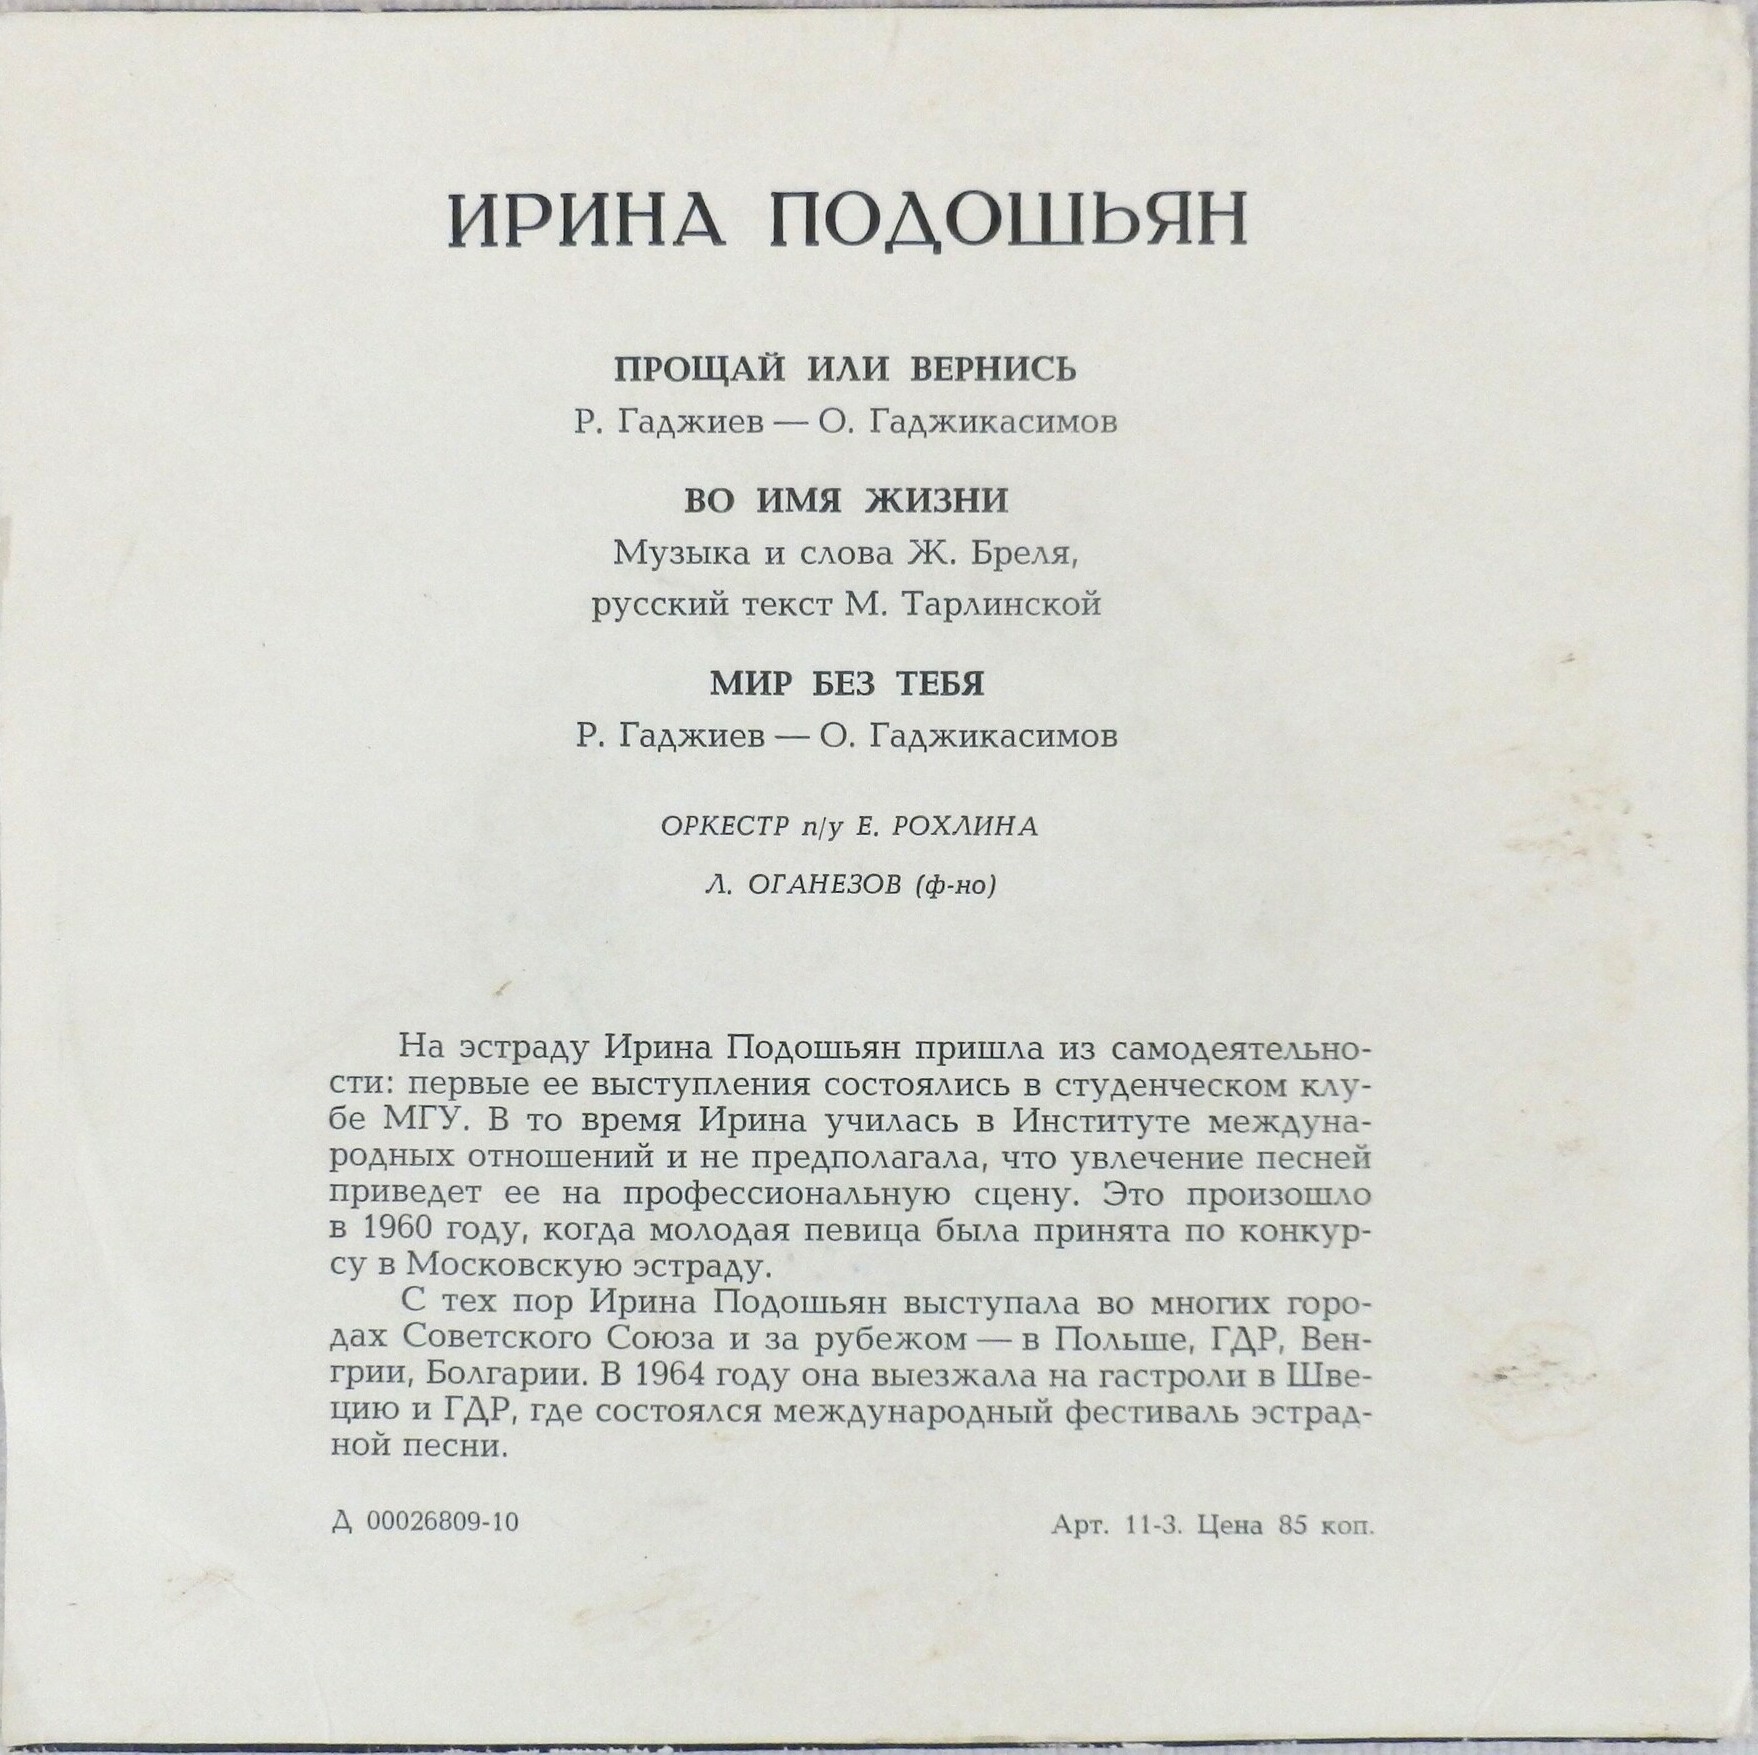 ИРИНА ПОДОШЬЯН
ПРОЩАЙ ИЛИ ВЕРНИСЬ
Р. Гаджиев — О. Гаджикасимов
ВО ИМЯ ЖИЗНИ
Музыка и слова Ж. Бреля,
русский текст М. Тарлинской
МИР БЕЗ ТЕБЯ
Р. Гаджиев — О. Гаджикасимов
ОРКЕСТР п/у Е. РОХЛИНА
Л. ОГАНЕЗОВ (ф-но)
На эстраду Ирина Подошьян пришла из самодеятельно-
сти: первые ее выступления состоялись в студенческом клу-
бе МГУ. В то время Ирина училась в Институте междуна-
родных отношений и не предполагала, что увлечение песней
приведет ее на профессиональную сцену. Это произошло
в 1960 году, когда молодая певица была принята по конкур-
су в Московскую эстраду.
С тех пор Ирина Подошьян выступала во многих горо-
дах Советского Союза и за рубежом — в Польше, ГДР, Вен-
грии, Болгарии. В 1964 году она выезжала на гастроли в Шве-
цию и ГДР, где состоялся международный фестиваль эстрад-
ной песни.
Д 00026809-10
Арт. 11-3. Цена 85 коп.